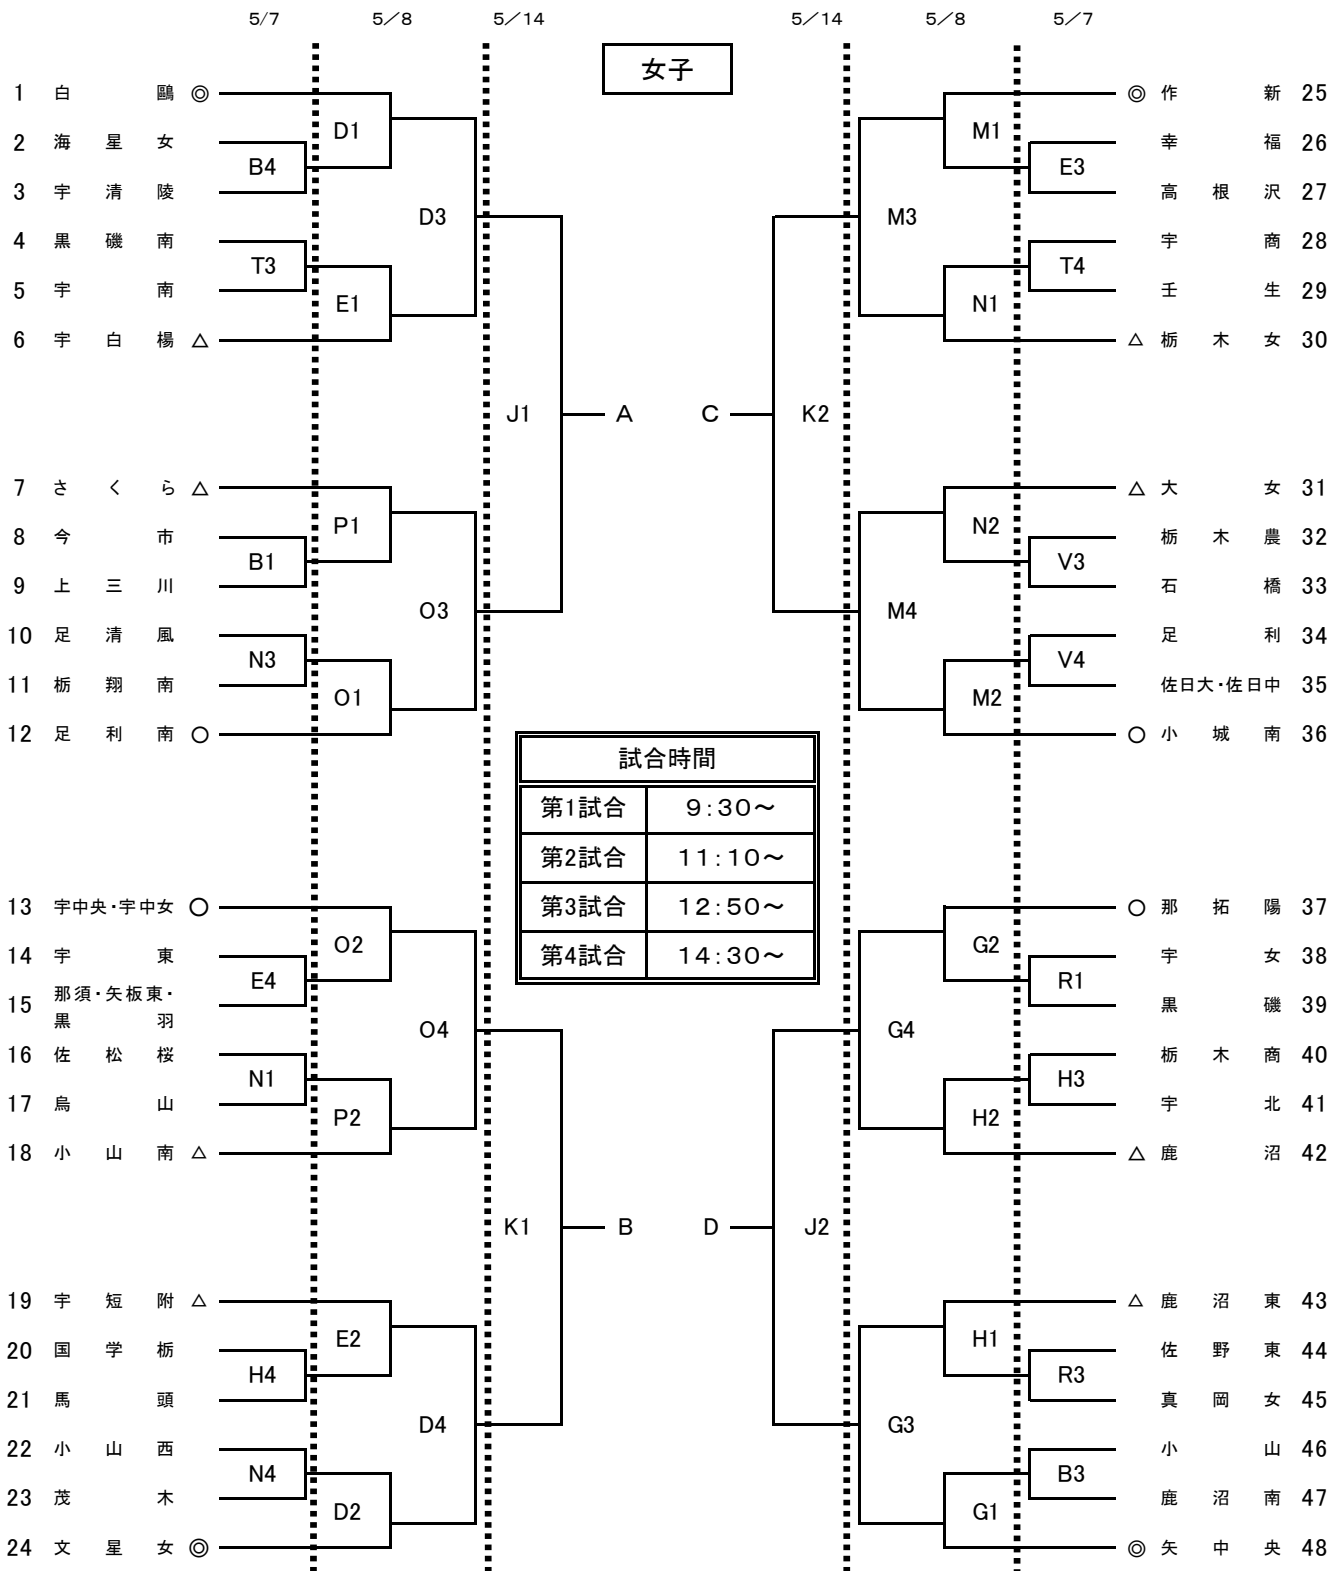 5/7 5／8 5／14 5／14 5／8 5／7
女子
1 白鷗 ◎ ◎ 作新 25
D1 M1
2 海星女 幸福 26
B4 E3
3 宇清陵 高根沢 27
D3 M3
4 黒磯南 宇商 28
T3 T4
5 宇南 壬生 29
E1 N1
6 宇白楊 △ △ 栃木女 30
J1 A C K2
7 さくら △ △ 大女 31
P1 N2
8 今市 栃木農 32
B1 V3
9 上三川 石橋 33
O3 M4
10 足清風 足利 34
N3 V4
11 栃翔南 佐日大・佐日中 35
O1 M2
12 足利南 ○ ○ 小城南 36
試合時間
第1試合 9：30～
第2試合 11：10～
第3試合 12：50～
第4試合 14：30～
13 宇中央・宇中女 ○ ○ 那拓陽 37
O2 G2
14 宇東 宇女 38
E4 R1
15 那須・矢板東・黒羽 黒磯 39
O4 G4
16 佐松桜 栃木商 40
N1 H3
17 烏山 宇北 41
P2 H2
18 小山南 △ △ 鹿沼 42
K1 B D J2
19 宇短附 △ △ 鹿沼東 43
E2 H1
20 国学栃 佐野東 44
H4 R3
21 馬頭 真岡女 45
D4 G3
22 小山西 小山 46
N4 B3
23 茂木 鹿沼南 47
D2 G1
24 文星女 ◎ ◎ 矢中央 48